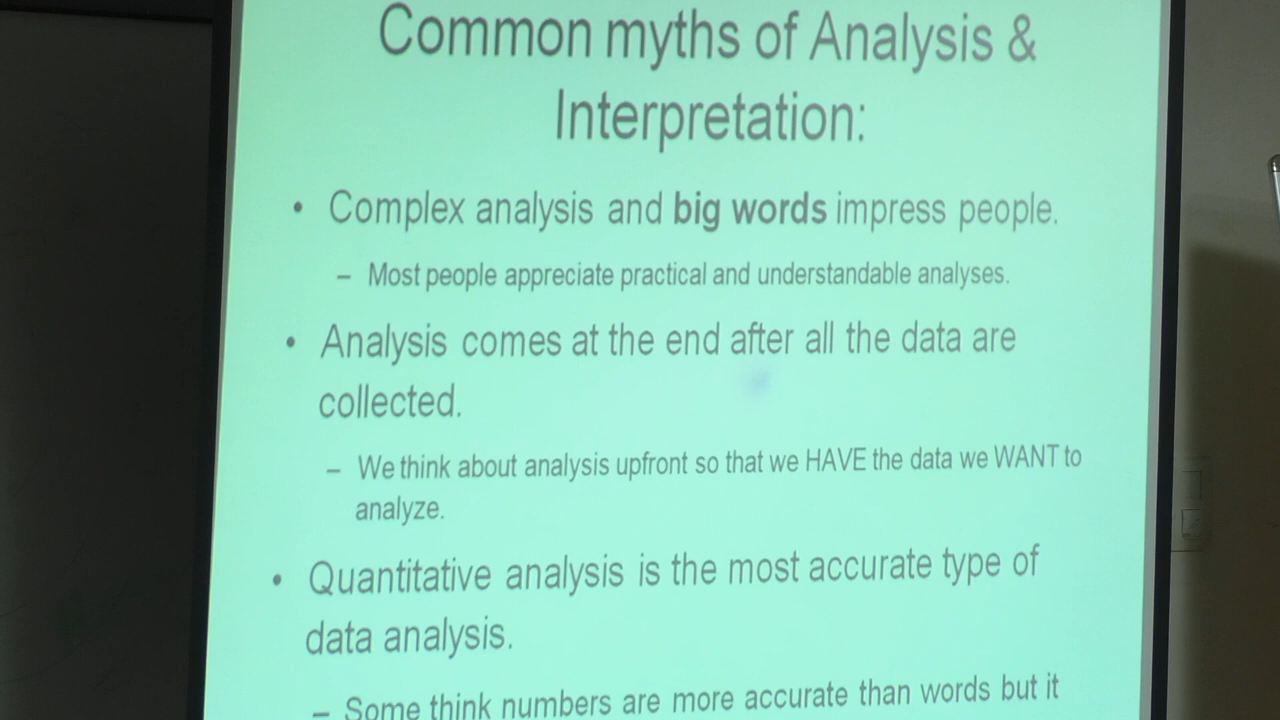 Common myths of Analysis &
Interpretation:
• Complex analysis and big words impress people.
– Most people appreciate practical and understandable analyses.
• Analysis comes at the end after all the data are
collected.
– We think about analysis upfront so that we HAVE the data we WANT to
analyze.
• Quantitative analysis is the most accurate type of
data analysis.
– Some think numbers are more accurate than words but it